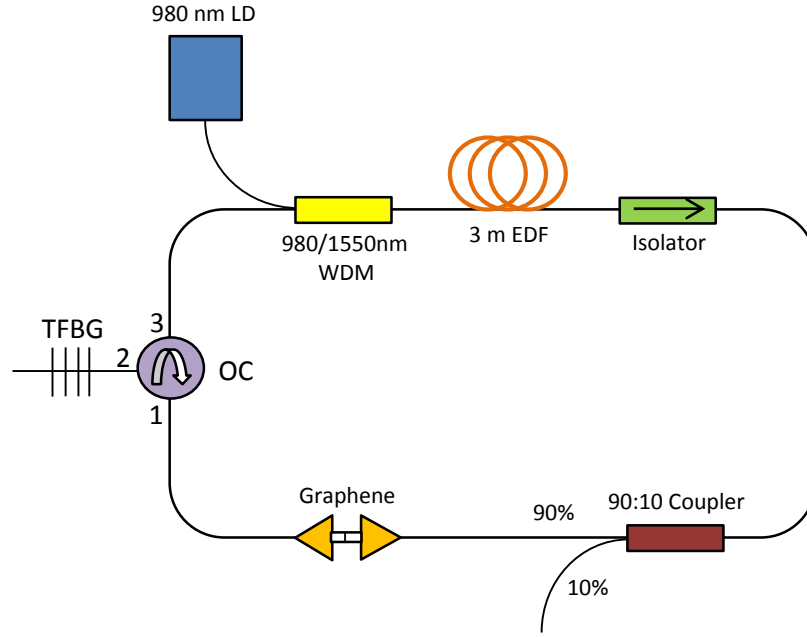 980 nm LD
980/1550nm
WDM
3 m EDF
Isolator
TFBG
3
2
OC
1
Graphene
90%
90:10 Coupler
10%